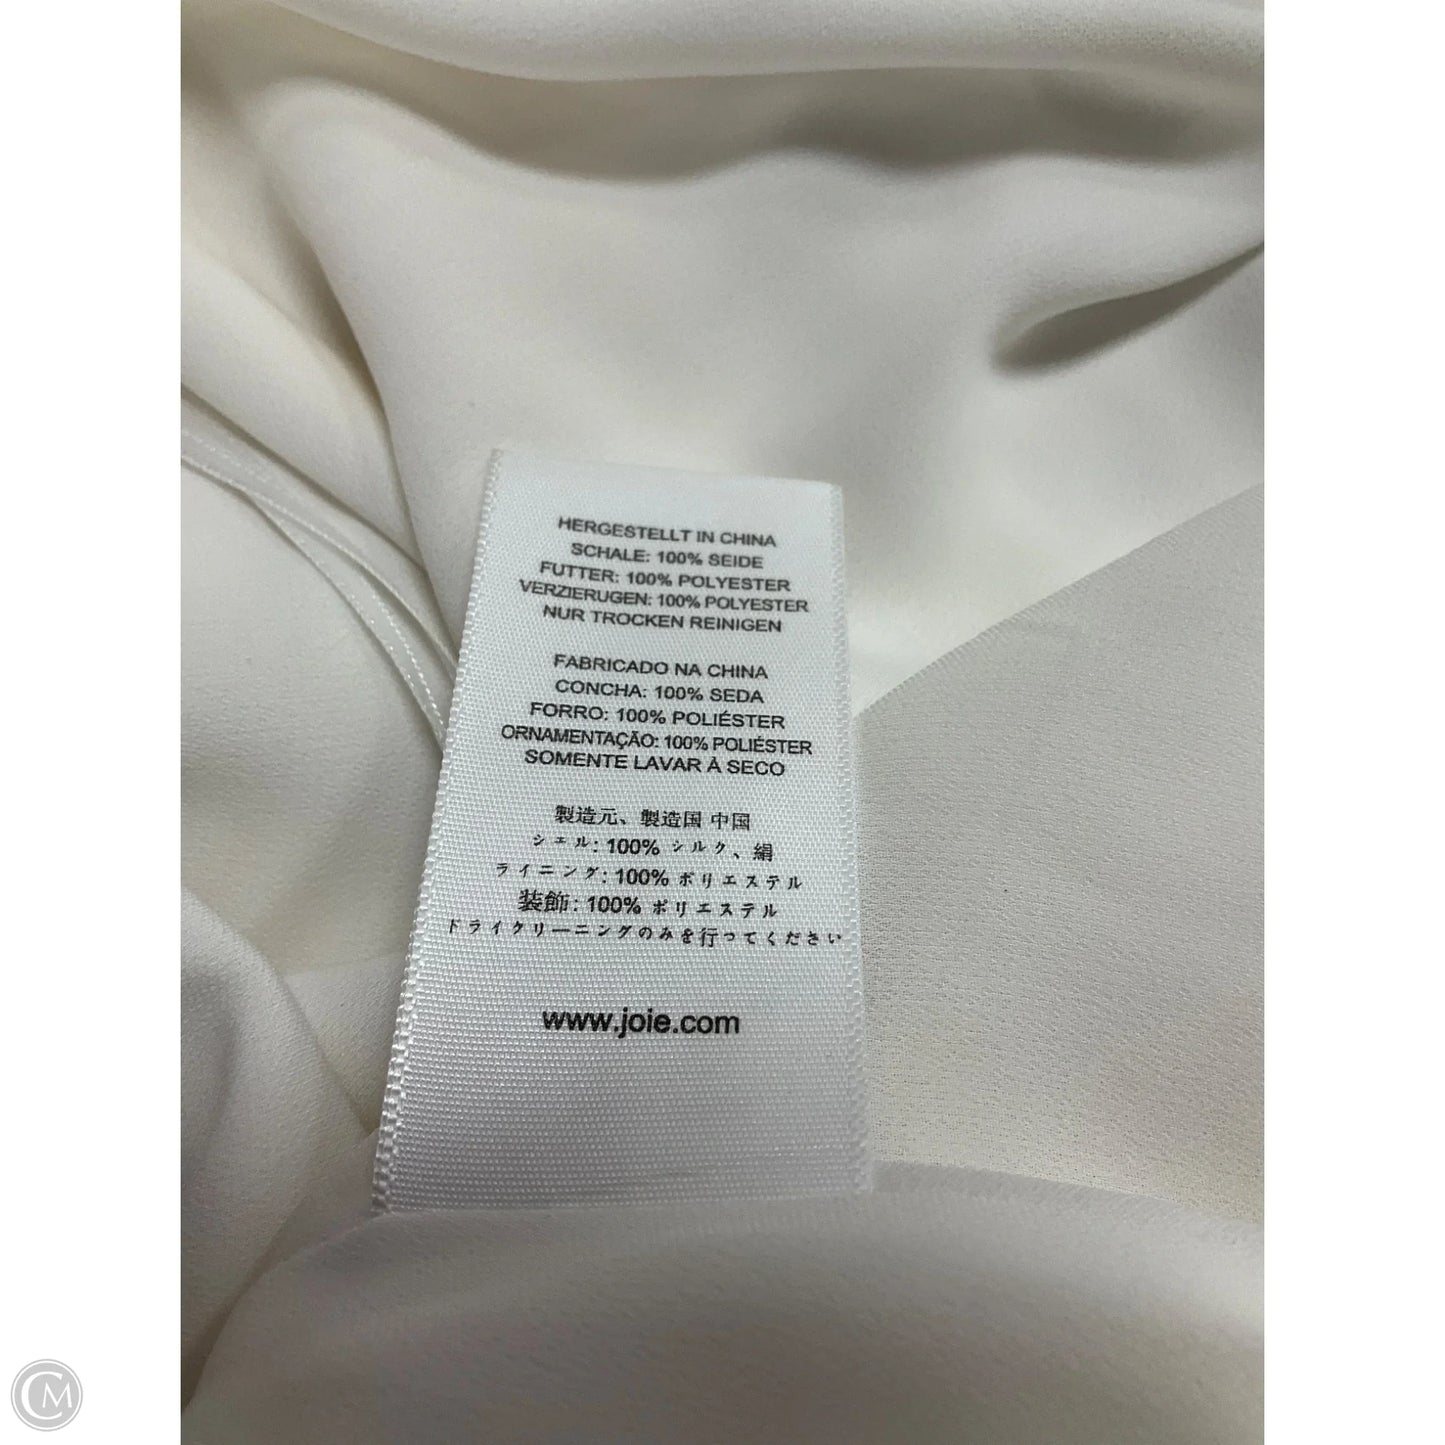 HERGESTELLT IN CHINA
SCHALE: 100% SEIDE
FUTTER: 100% POLYESTER
VERZIERUGEN: 100% POLYESTER
NUR TROCKEN REINIGEN
FABRICADO NA CHINA
CONCHA: 100% SEDA
FORRO: 100% POLIÉSTER
ORNAMENTAÇÃO: 100% POLIÉSTER
SOMENTE LAVAR À SECO
製造元、製造国 中国
シェル: 100% シルク、絹
ライニング: 100% ポリエステル
装飾: 100% ポリエステル
ドライクリーニングのみを行ってください
www.joie.com
CM